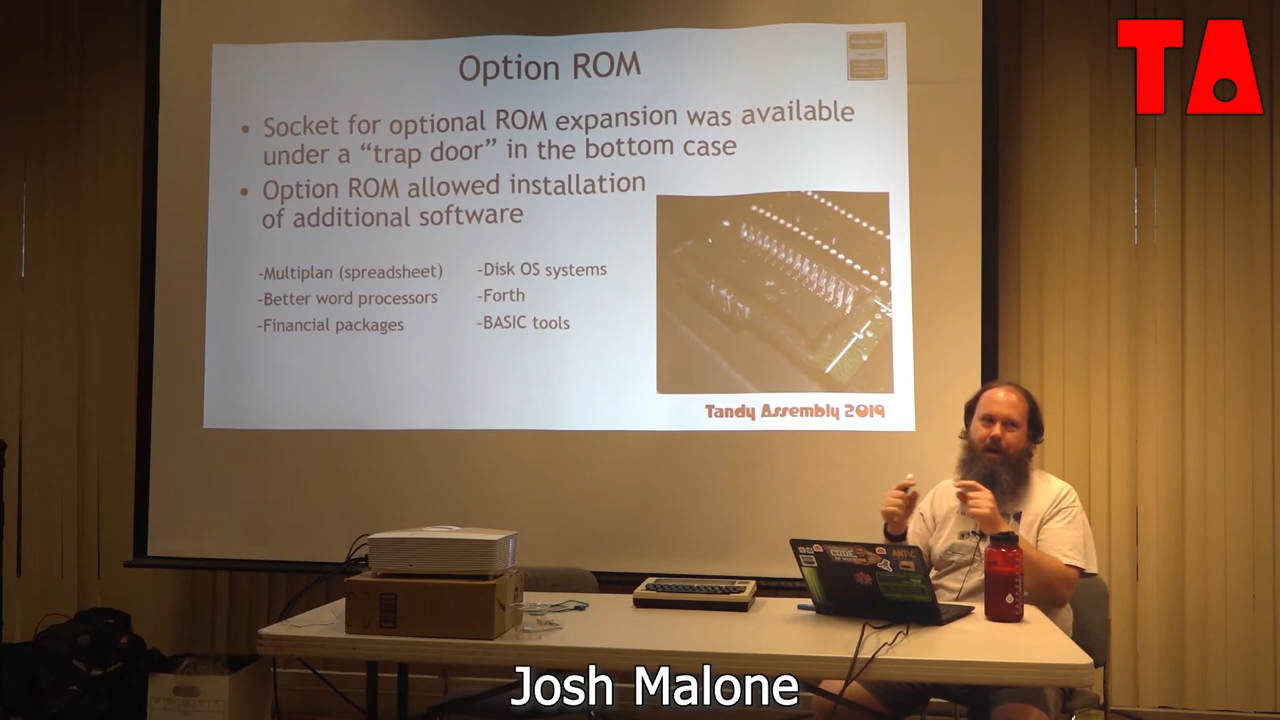 Option ROM
TA
• Socket for optional ROM expansion was available
under a “trap door” in the bottom case
• Option ROM allowed installation
of additional software
-Multiplan (spreadsheet)
-Better word processors
-Financial packages
-Disk OS systems
-Forth
-BASIC tools
Tandy Assembly 2019
CODE
ANTIC
Josh Malone